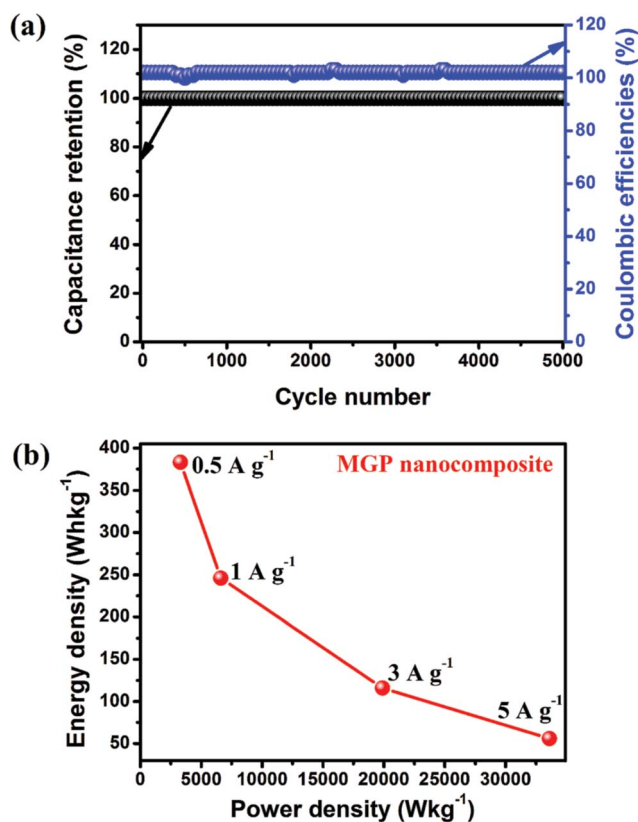 (a)
Capacitance retention (%)
120
100
80
60
40
20
0
120
100
80
60
40
20
0
Coulombic efficiencies (%)
0 1000 2000 3000 4000 5000
Cycle number
(b)
Energy density (Whkg⁻¹)
400
350
300
250
200
150
100
50
MGP nanocomposite
0.5 A g⁻¹
1 A g⁻¹
3 A g⁻¹
5 A g⁻¹
0 5000 10000 15000 20000 25000 30000
Power density (Wkg⁻¹)